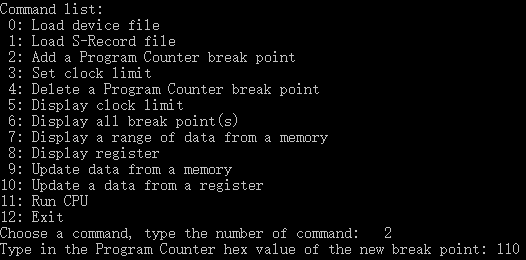 Command list:
0: Load device file
1: Load S-Record file
2: Add a Program Counter break point
3: Set clock limit
4: Delete a Program Counter break point
5: Display clock limit
6: Display all break point(s)
7: Display a range of data from a memory
8: Display register
9: Update data from a memory
10: Update a data from a register
11: Run CPU
12: Exit
Choose a command, type the number of command:   2
Type in the Program Counter hex value of the new break point: 110